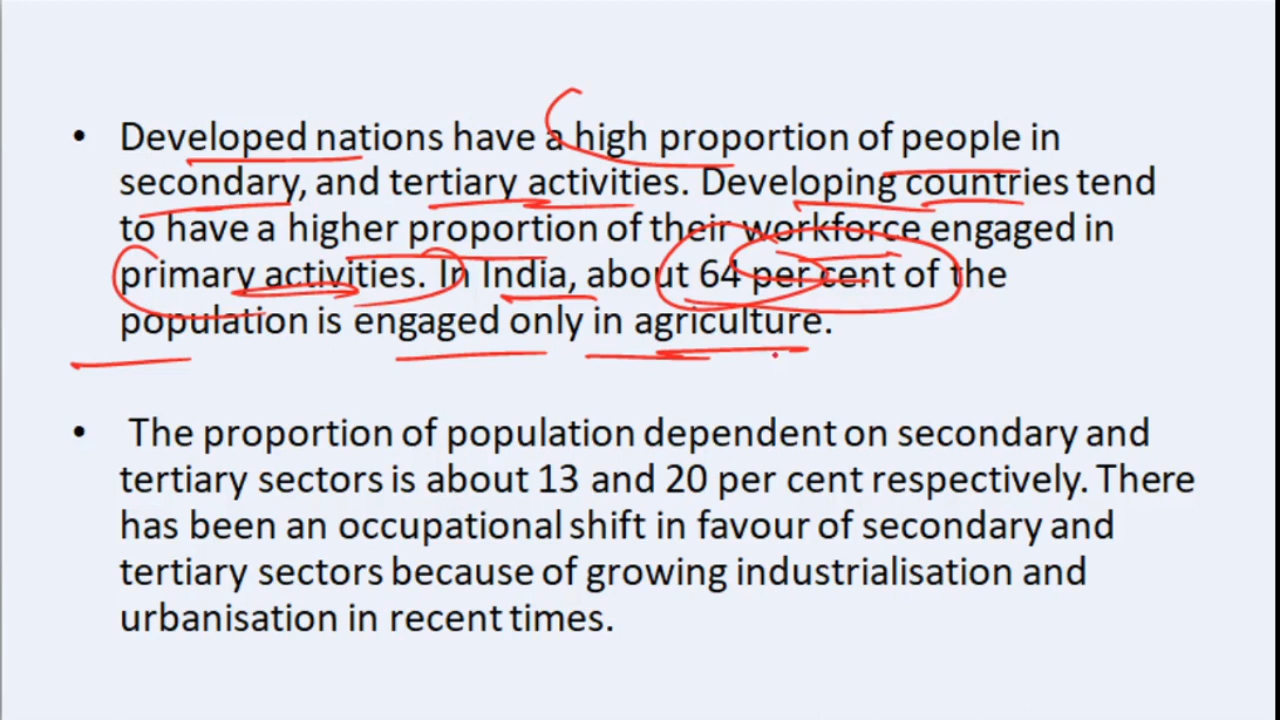 • Developed nations have a high proportion of people in
secondary, and tertiary activities. Developing countries tend
to have a higher proportion of their workforce engaged in
primary activities. In India, about 64 per cent of the
population is engaged only in agriculture.
• The proportion of population dependent on secondary and
tertiary sectors is about 13 and 20 per cent respectively. There
has been an occupational shift in favour of secondary and
tertiary sectors because of growing industrialisation and
urbanisation in recent times.